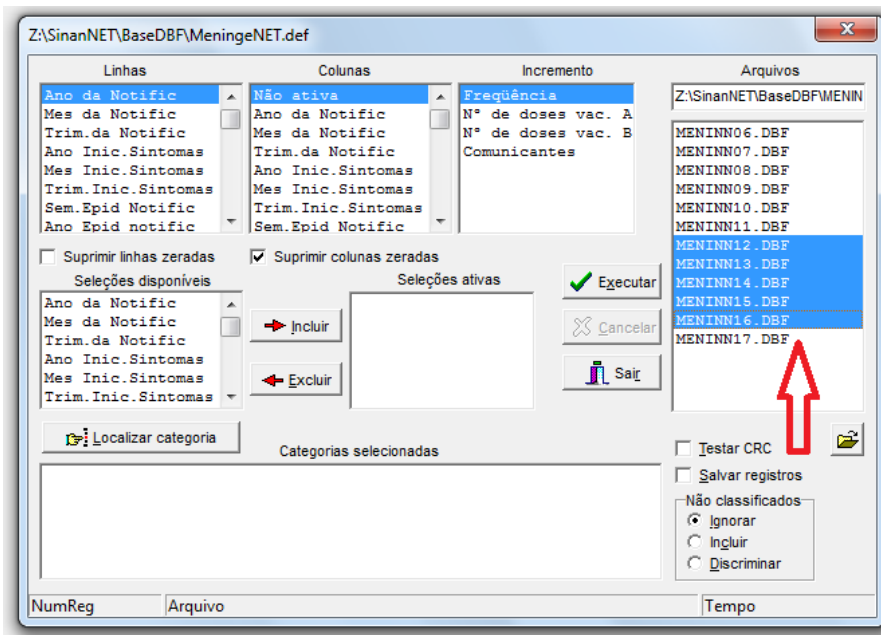 Z:\SinanNET\BaseDBF\MeningeNET.def
Linhas
Ano da Notific
Mes da Notific
Trim.da Notific
Ano Inic.Sintomas
Mes Inic.Sintomas
Trim.Inic.Sintomas
Sem.Epid Notific
Ano Epid notific
Colunas
Não ativa
Ano da Notific
Mes da Notific
Trim.da Notific
Ano Inic.Sintomas
Mes Inic.Sintomas
Trim.Inic.Sintomas
Sem.Epid Notific
Incremento
Freqüência
N° de doses vac. A
N° de doses vac. B
Comunicantes
Arquivos
Z:\SinanNET\BaseDBF\MENIN
MENINN06.DBF
MENINN07.DBF
MENINN08.DBF
MENINN09.DBF
MENINN10.DBF
MENINN11.DBF
MENINN12.DBF
MENINN13.DBF
MENINN14.DBF
MENINN15.DBF
MENINN16.DBF
MENINN17.DBF
Suprimir linhas zeradas
Suprimir colunas zeradas
Seleções disponíveis
Ano da Notific
Mes da Notific
Trim.da Notific
Ano Inic.Sintomas
Mes Inic.Sintomas
Trim.Inic.Sintomas
Incluir
Excluir
Seleções ativas
Executar
Cancelar
Sair
Localizar categoria
Categorias selecionadas
Testar CRC
Salvar registros
Não classificados
Ignorar
Incluir
Discriminar
NumReg
Arquivo
Tempo